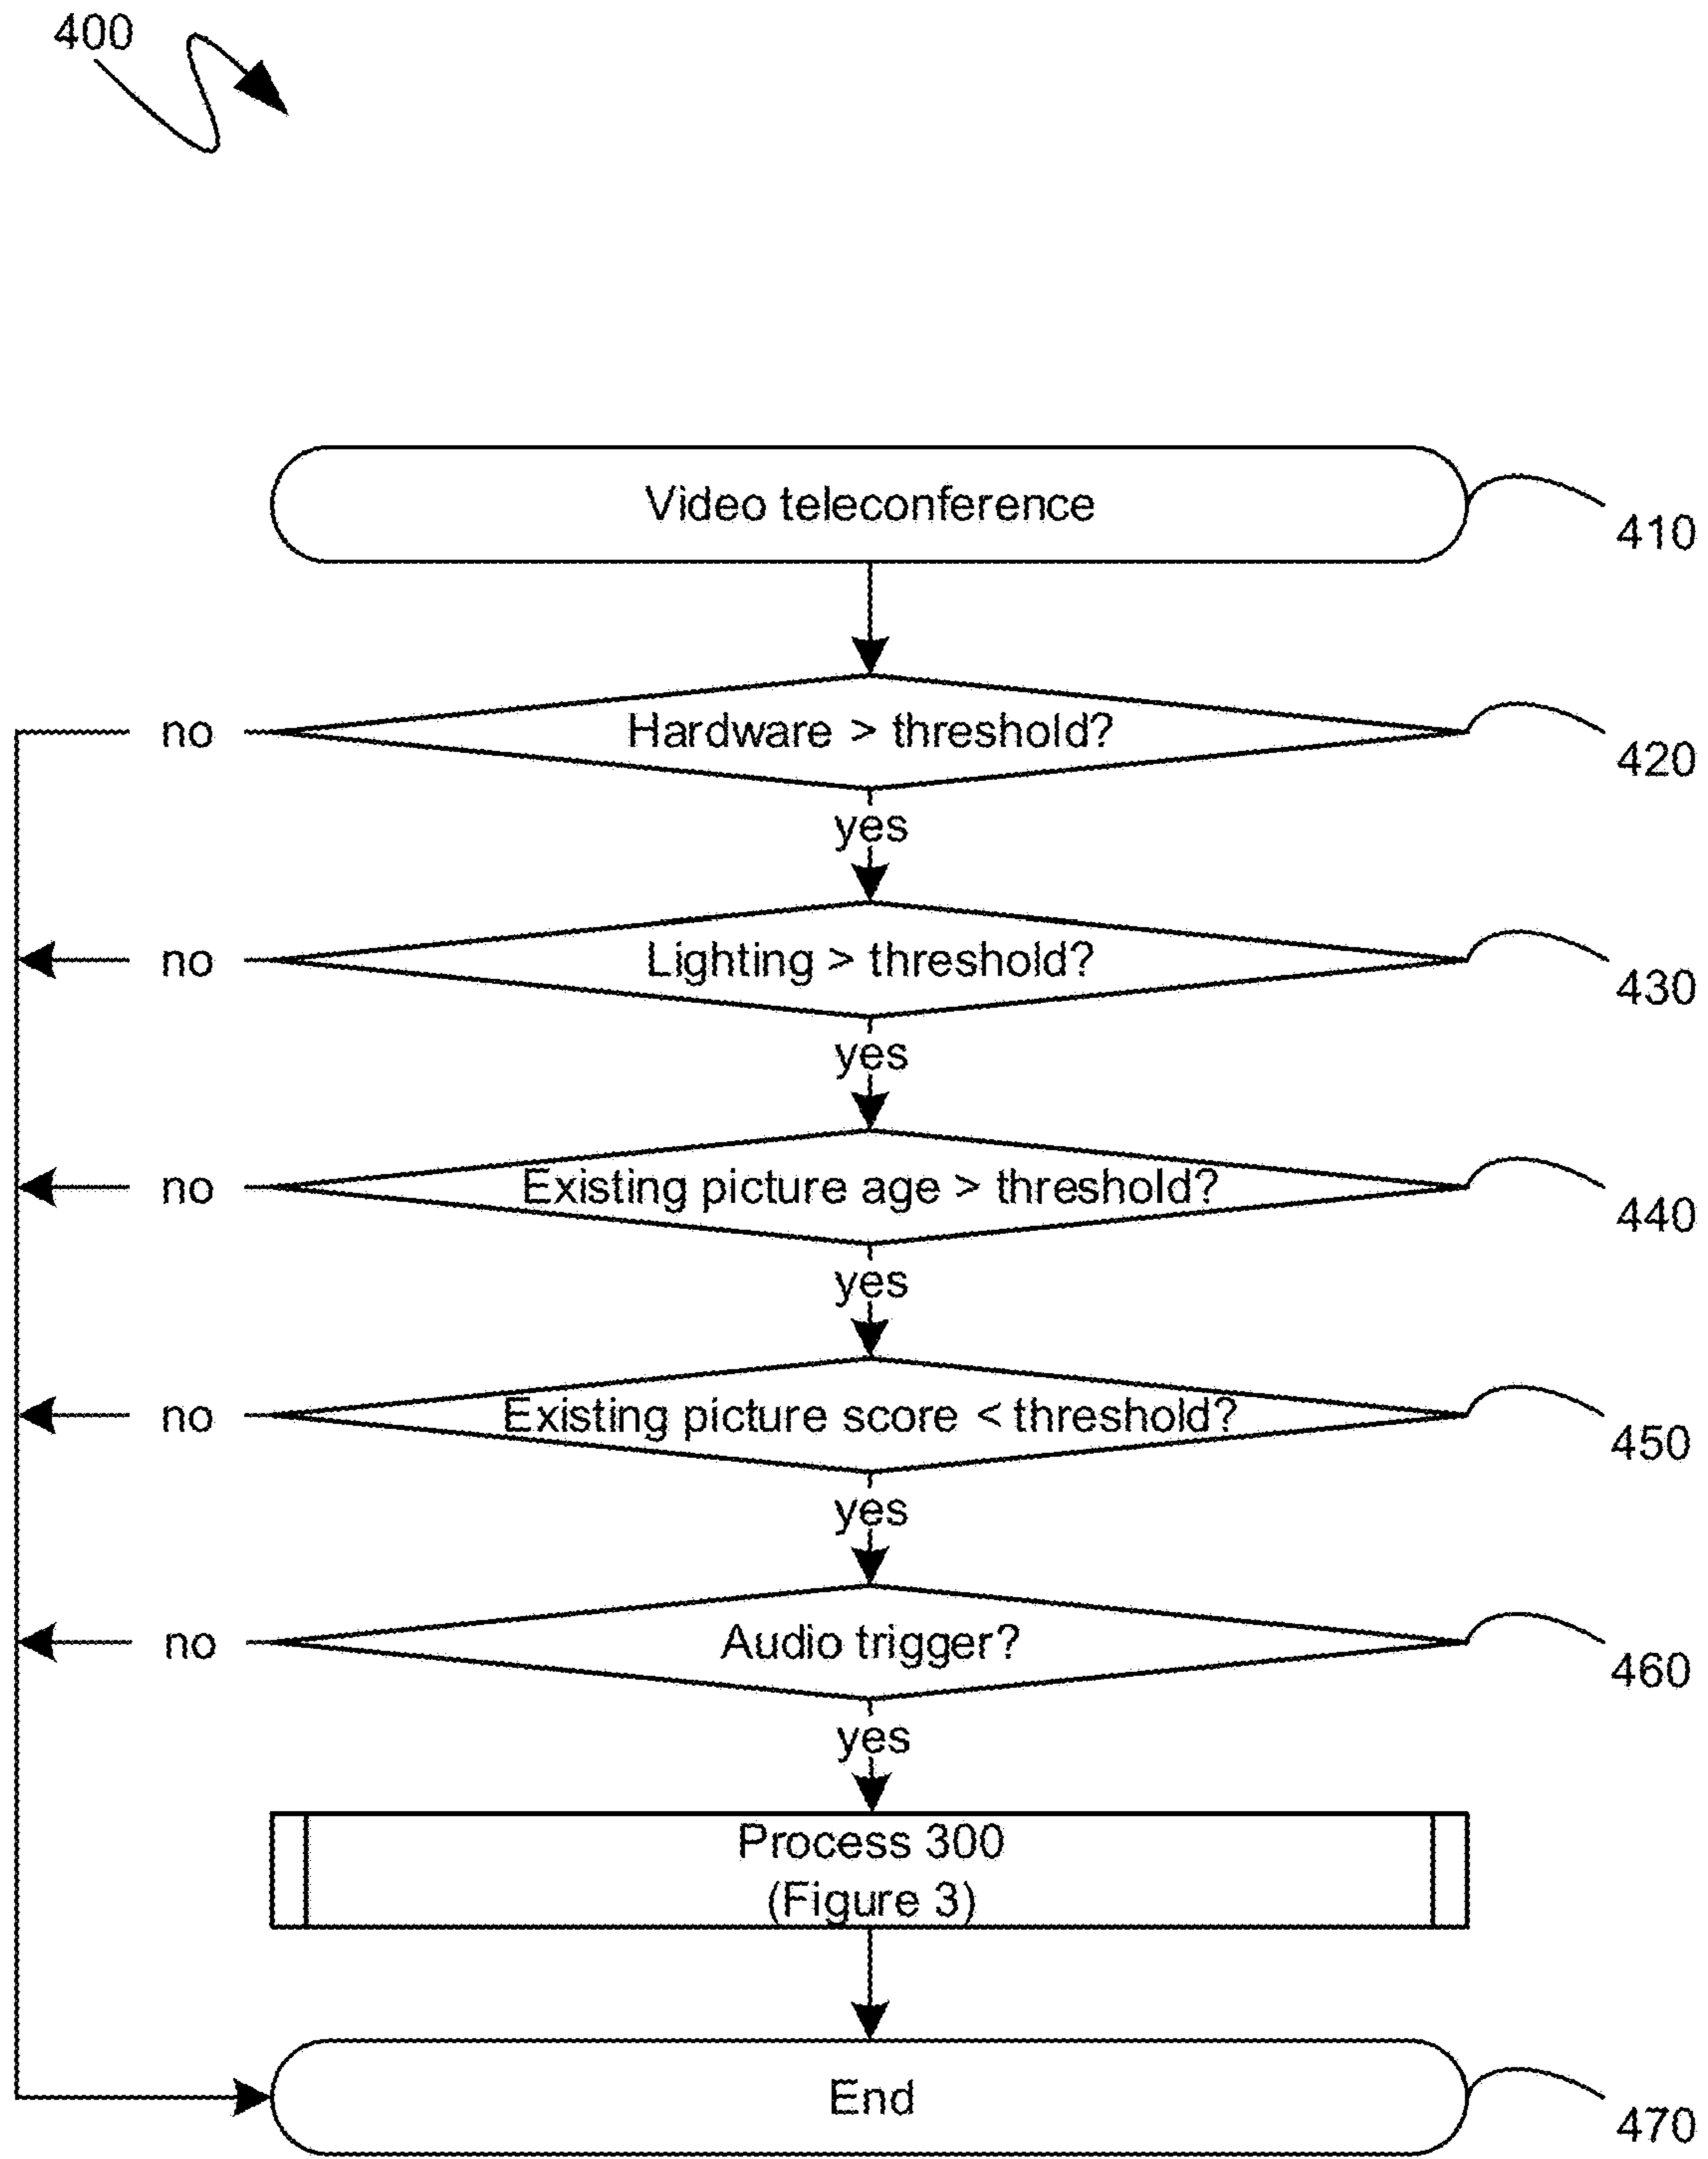 400
Video teleconference
410
Hardware > threshold?
no
420
yes
Lighting > threshold?
no
430
yes
Existing picture age > threshold?
no
440
yes
Existing picture score < threshold?
no
450
yes
Audio trigger?
no
460
yes
Process 300
(Figure 3)
End
470